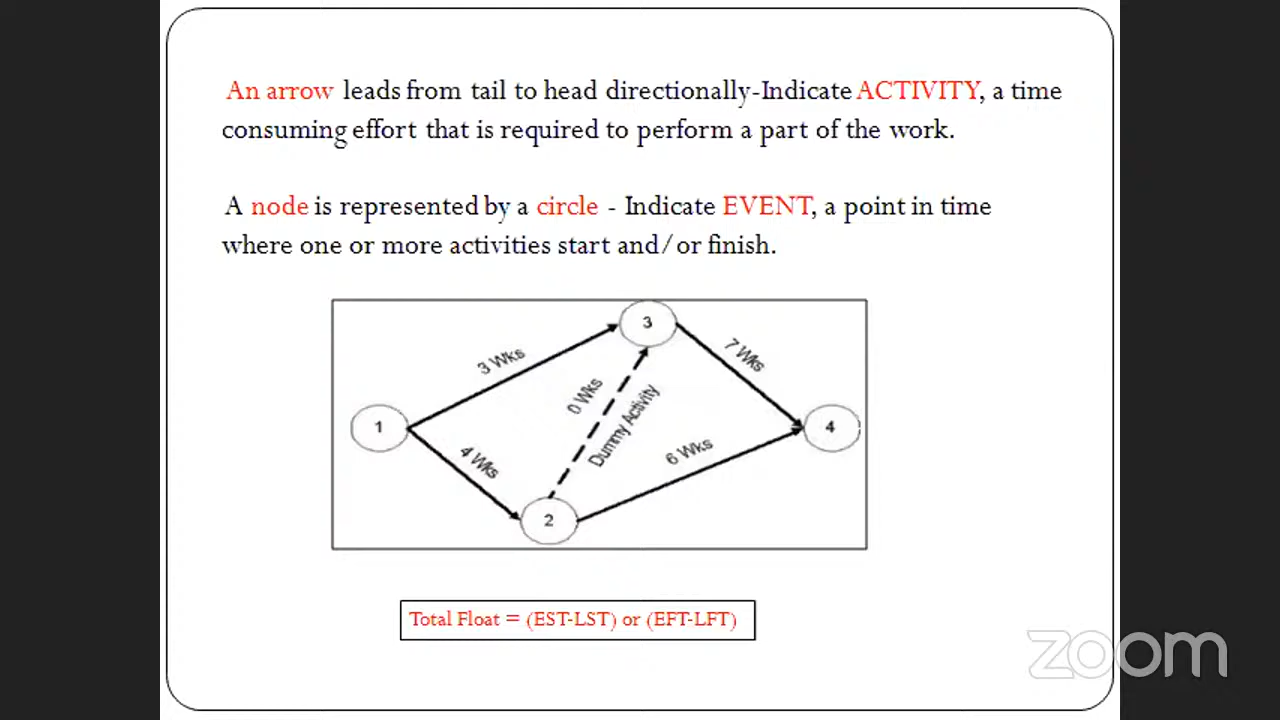 An arrow leads from tail to head directionally-Indicate ACTIVITY, a time
consuming effort that is required to perform a part of the work.
A node is represented by a circle - Indicate EVENT, a point in time
where one or more activities start and/or finish.
3
3 Wks
7 Wks
0 Wks
Dummy Activity
1
4
4 Wks
6 Wks
2
Total Float = (EST-LST) or (EFT-LFT)
zoom